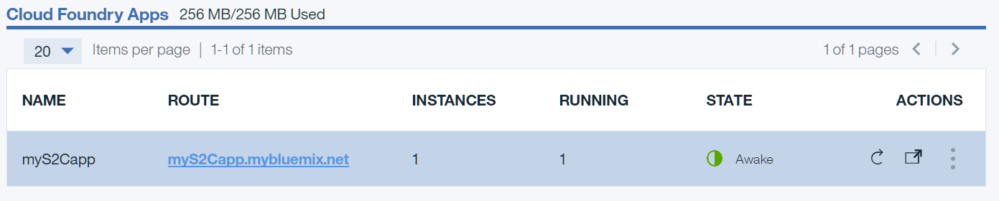 Cloud Foundry Apps 256 MB/256 MB Used
20 Items per page | 1-1 of 1 items 1 of 1 pages
NAME ROUTE INSTANCES RUNNING STATE ACTIONS
myS2Capp myS2Capp.mybluemix.net 1 1 Awake